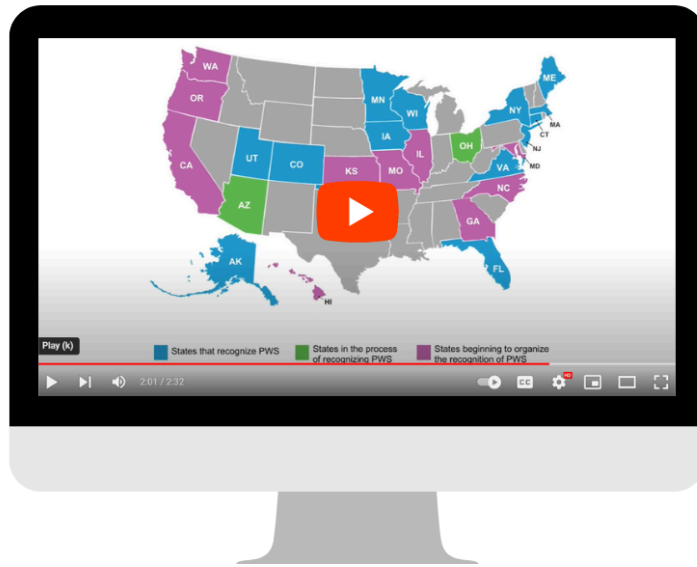 WA
ME
OR
MN
NY
WI
MA
IA
CT
NJ
IL
OH
UT
CO
MD
VA
CA
KS
MO
NC
AZ
GA
AK
FL
HI
Play (k)
States that recognize PWS
States in the process
of recognizing PWS
States beginning to organize
the recognition of PWS
2:01 / 2:32
CC
HD